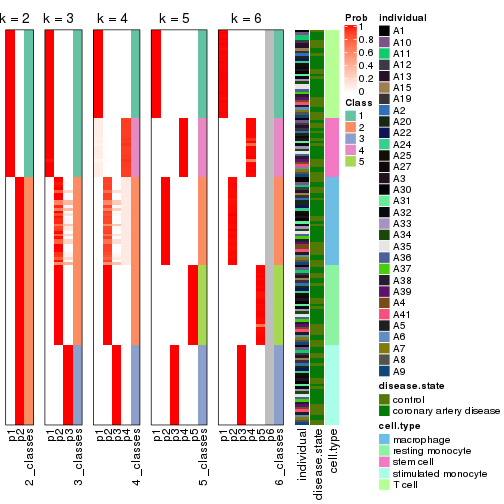 k = 2
k = 3
k = 4
k = 5
k = 6
p1
p2
2_classes
p1
p2
p3
3_classes
p1
p2
p3
p4
4_classes
p1
p2
p3
p4
p5
5_classes
p1
p2
p3
p4
p5
p6
6_classes
individual
disease.state
cell.type
Prob
1
0.8
0.6
0.4
0.2
0
Class
1
2
3
4
5
individual
A1
A10
A11
A12
A13
A15
A19
A2
A20
A22
A24
A25
A27
A3
A30
A31
A32
A33
A34
A35
A36
A37
A38
A39
A4
A41
A5
A6
A7
A8
A9
disease.state
control
coronary artery disease
cell.type
macrophage
resting monocyte
stem cell
stimulated monocyte
T cell